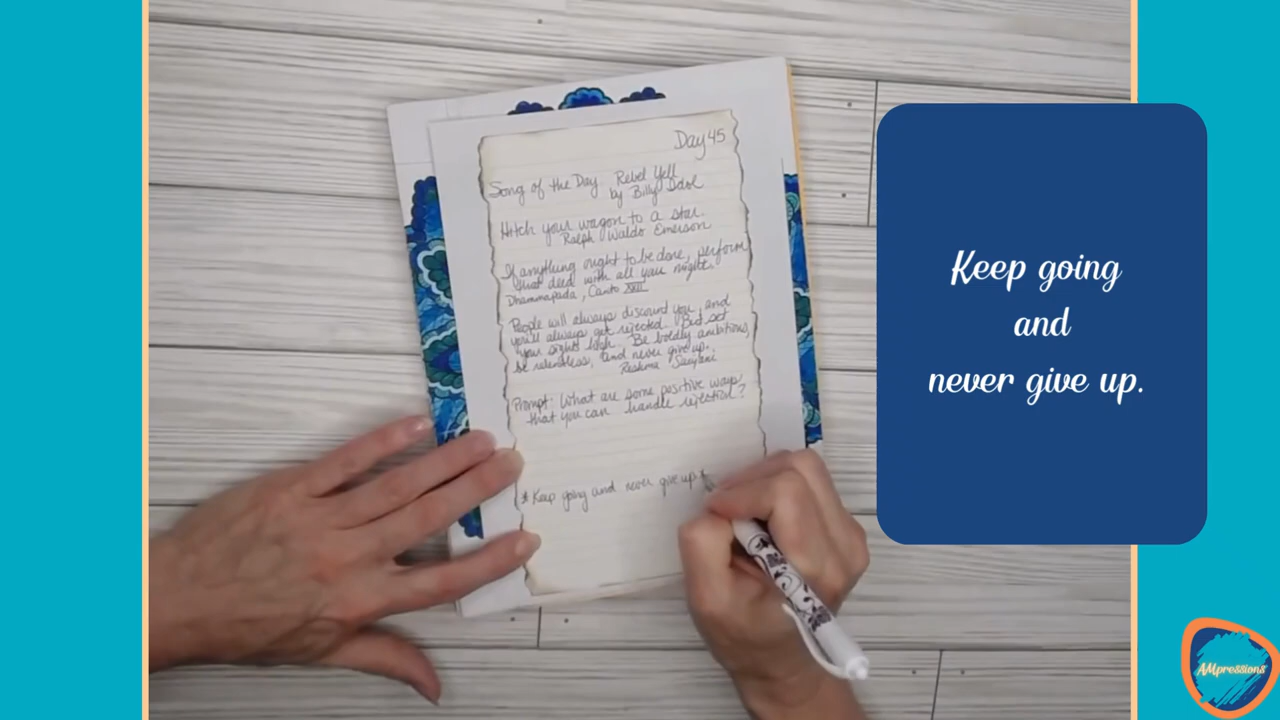 Day 45
Song of the Day Rebel Yell
by Billy Idol
Hitch your wagon to a star.
Ralph Waldo Emerson
If anything ought to be done, perform
that deed with all you might.
Dhammapada, Canto XXII
People will always discount you, and
you'll always get rejected. But set
your sights high. Be boldly ambitious,
be relentless, and never give up.
Reshma Saujani
Prompt: What are some positive ways
that you can handle rejection?
*Keep going and never give up*
Keep going
and
never give up.
AMpressions